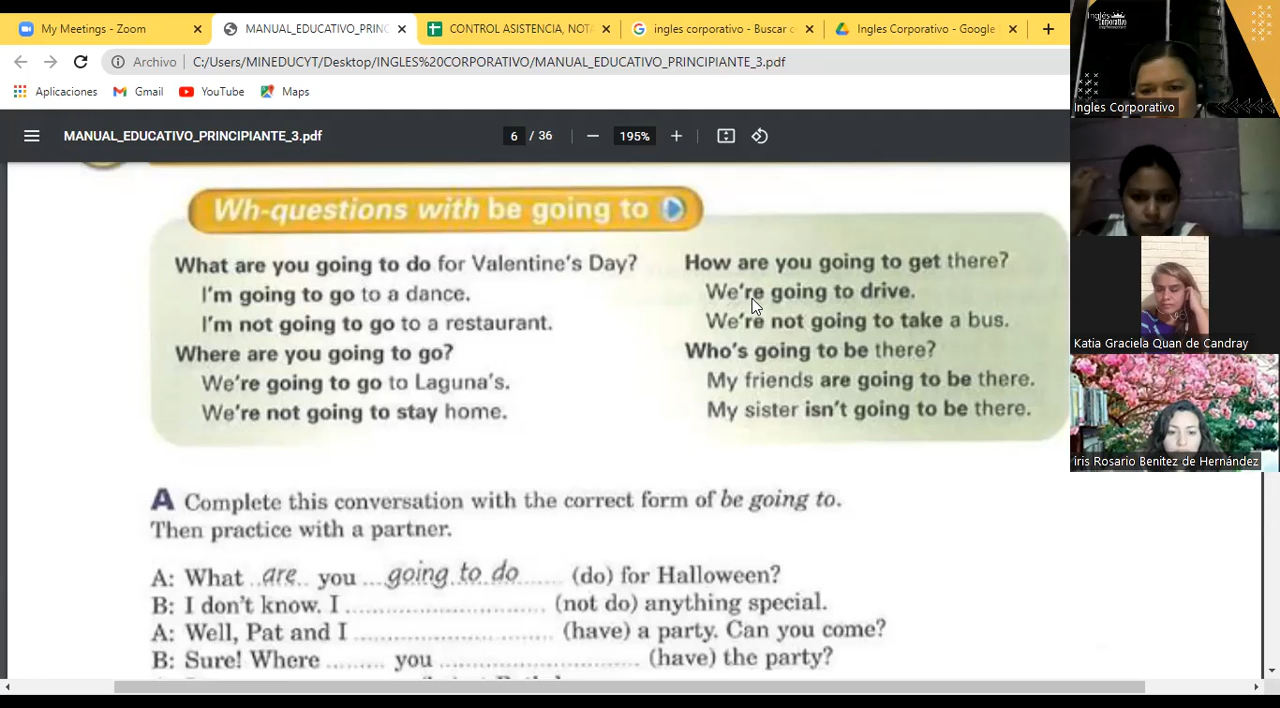 My Meetings - Zoom
MANUAL_EDUCATIVO_PRINC
CONTROL ASISTENCIA, NOTA
ingles corporativo - Buscar c
Ingles Corporativo - Google
Archivo
C:/Users/MINEDUCYT/Desktop/INGLES%20CORPORATIVO/MANUAL_EDUCATIVO_PRINCIPIANTE_3.pdf
Aplicaciones
Gmail
YouTube
Maps
MANUAL_EDUCATIVO_PRINCIPIANTE_3.pdf
6 / 36
195%
Wh-questions with be going to
What are you going to do for Valentine's Day?
I'm going to go to a dance.
I'm not going to go to a restaurant.
Where are you going to go?
We're going to go to Laguna's.
We're not going to stay home.
How are you going to get there?
We're going to drive.
We're not going to take a bus.
Who's going to be there?
My friends are going to be there.
My sister isn't going to be there.
A Complete this conversation with the correct form of be going to.
Then practice with a partner.
A: What ..are.. you ...going to do...... (do) for Halloween?
B: I don't know. I .............................. (not do) anything special.
A: Well, Pat and I .............................. (have) a party. Can you come?
B: Sure! Where ......... you .............................. (have) the party?
Inglés
Corporativo
Ingles Corporativo
Katia Graciela Quan de Candray
iris Rosario Benitez de Hernández